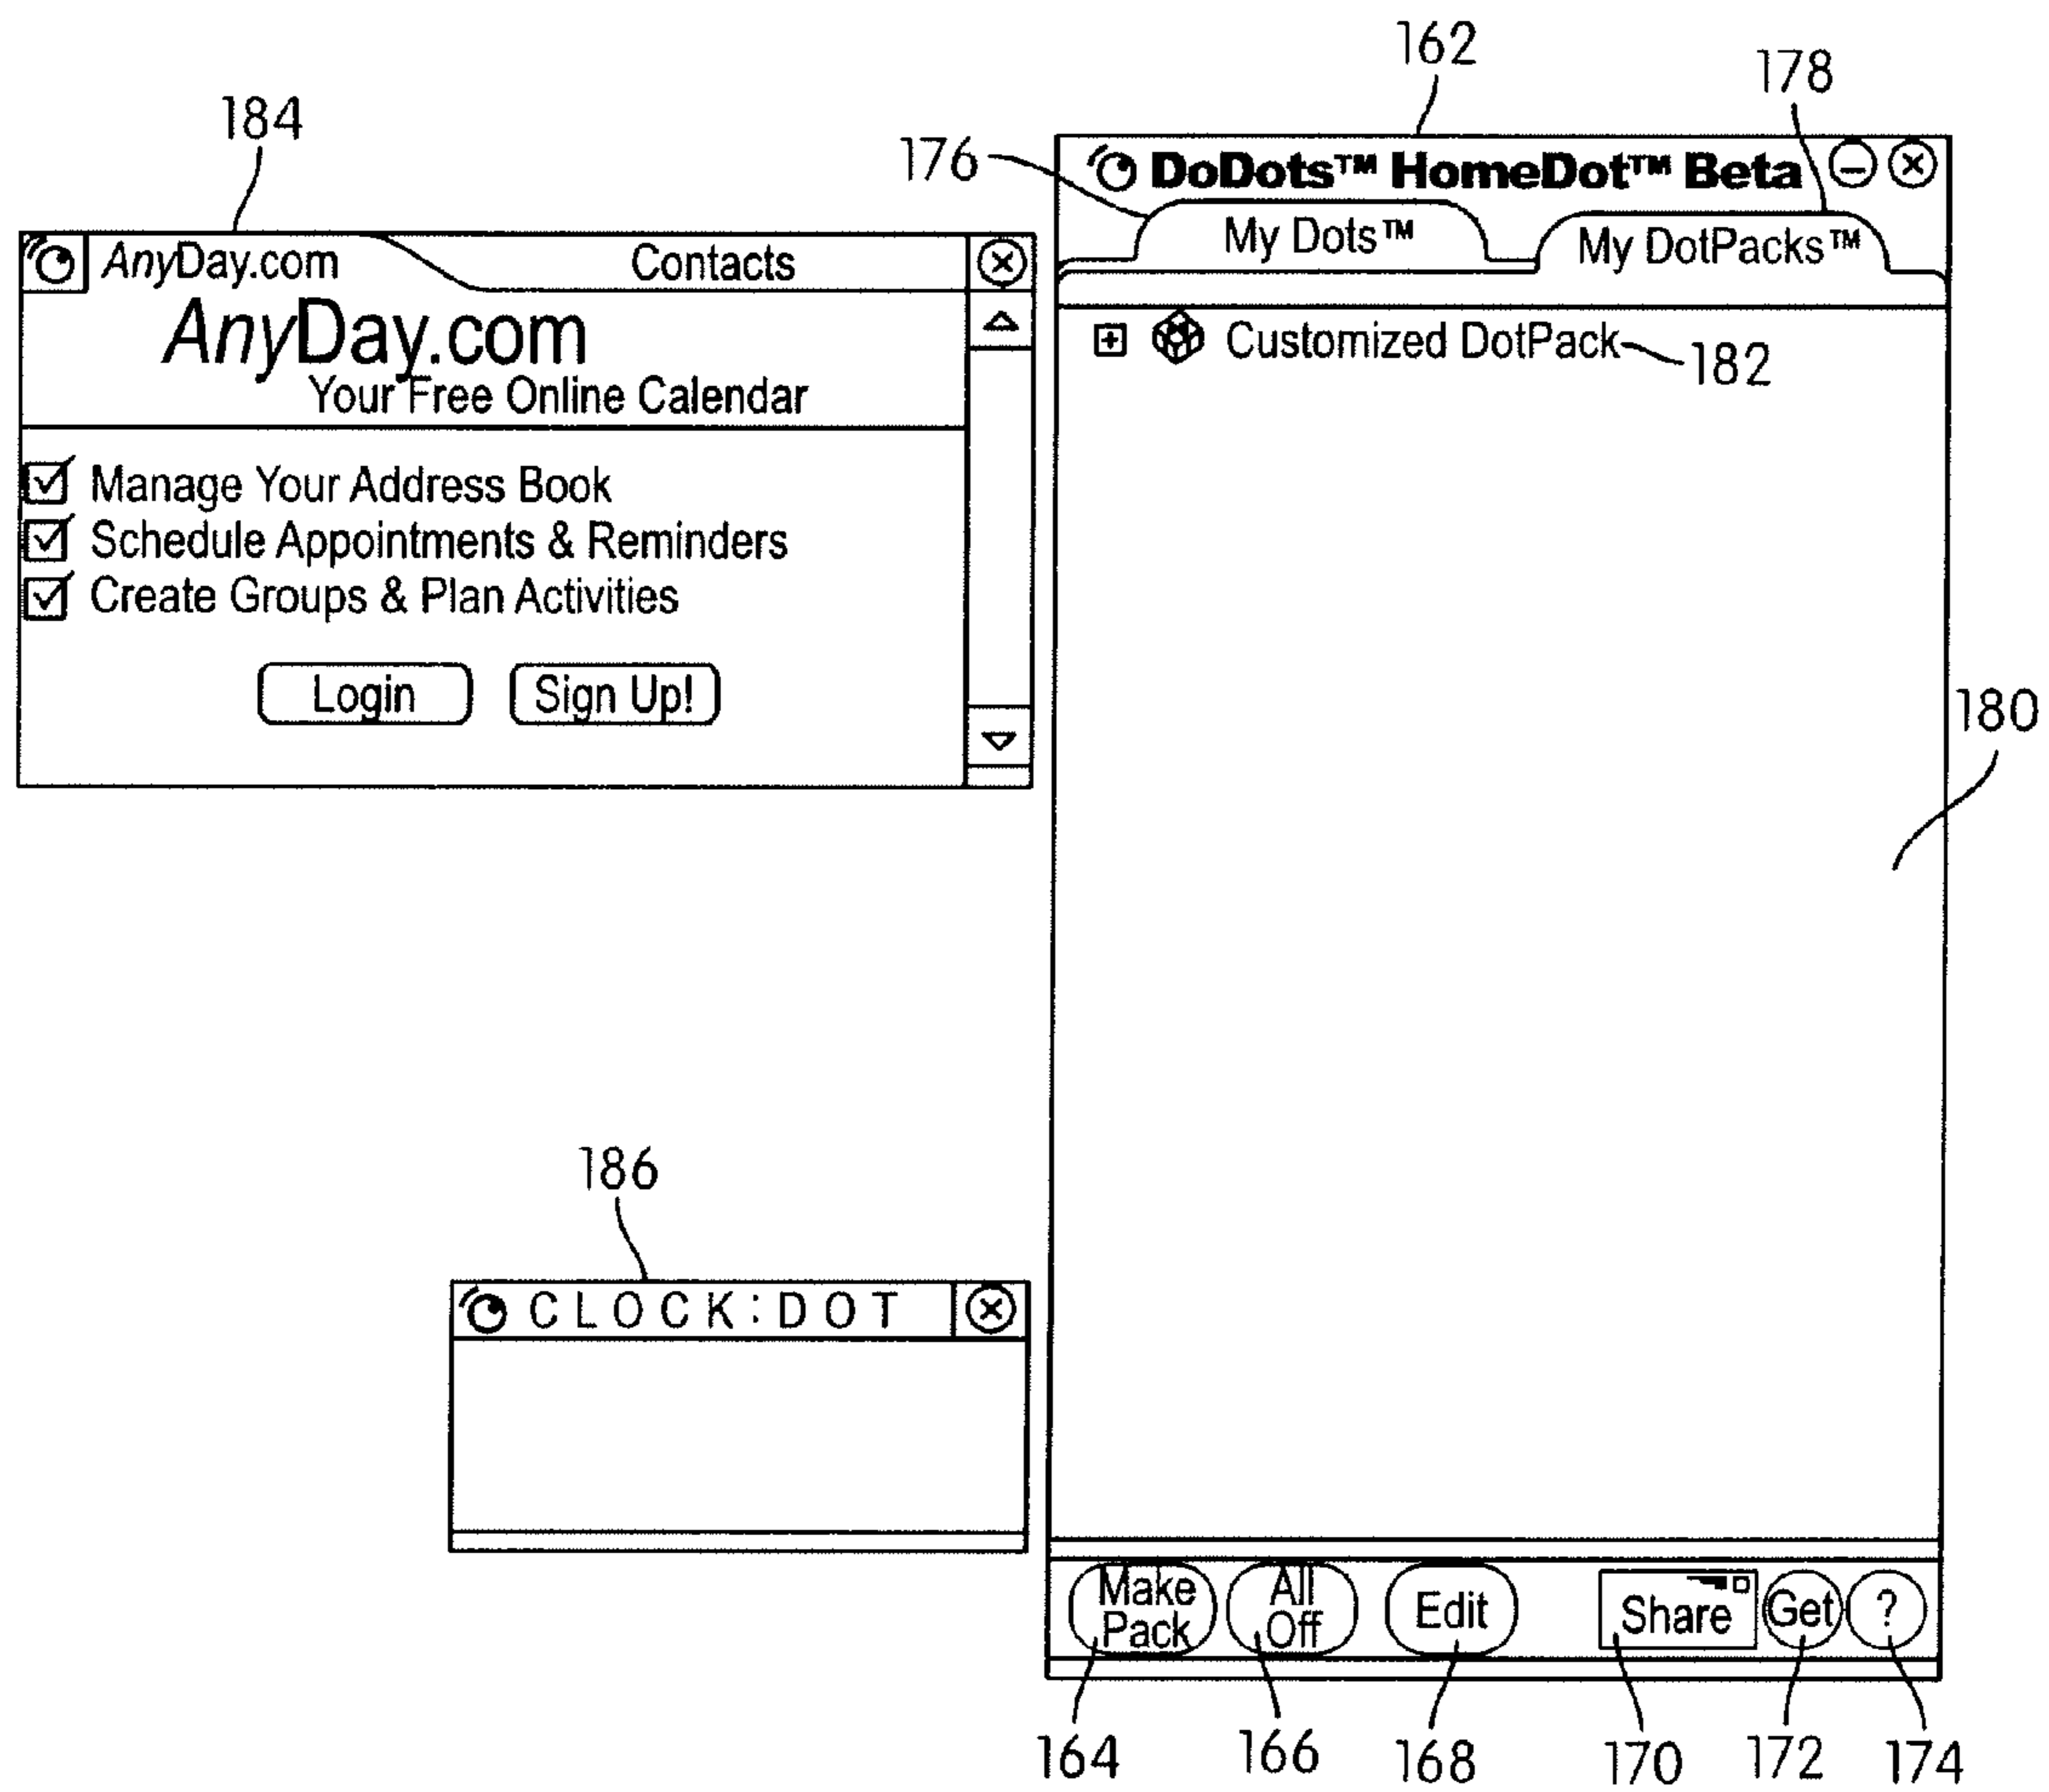 162
178
184
176
DoDots™ HomeDot™ Beta
My Dots™
My DotPacks™
AnyDay.com
Contacts
AnyDay.com
Your Free Online Calendar
Customized DotPack
182
Manage Your Address Book
Schedule Appointments & Reminders
Create Groups & Plan Activities
Login
Sign Up!
180
186
CLOCK:DOT
Make
Pack
All
Off
Edit
Share
Get
?
164
166
168
170
172
174